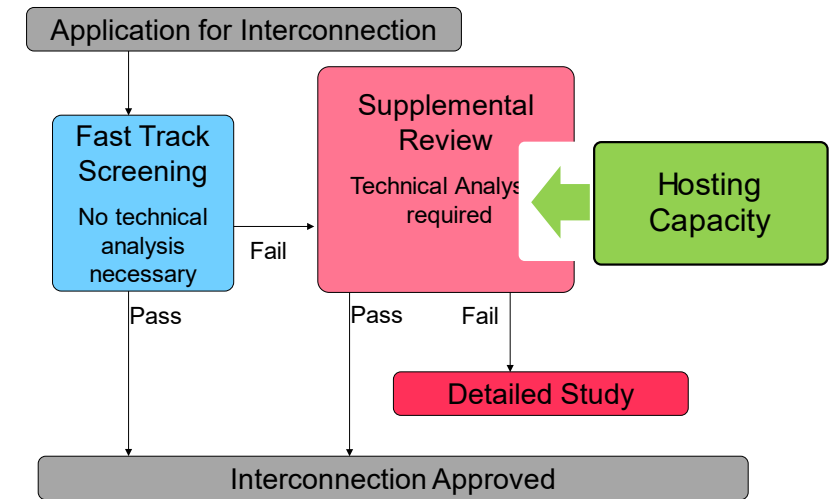 Application for Interconnection
Fast Track
Screening
No technical
analysis
necessary
Fail
Supplemental
Review
Technical Analys
required
Hosting
Capacity
Pass
Pass
Fail
Detailed Study
Interconnection Approved